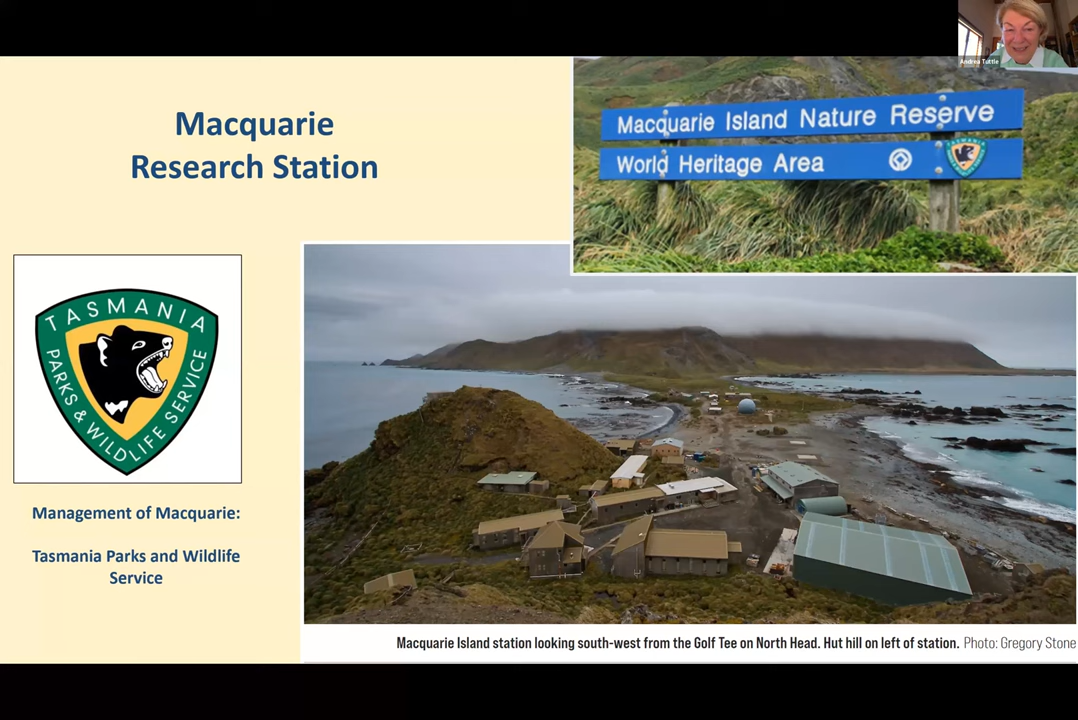 Andrea Tuttle
Macquarie
Research Station
Macquarie Island Nature Reserve
World Heritage Area
TASMANIA
PARKS & WILDLIFE SERVICE
Management of Macquarie:
Tasmania Parks and Wildlife
Service
Macquarie Island station looking south-west from the Golf Tee on North Head. Hut hill on left of station. Photo: Gregory Stone